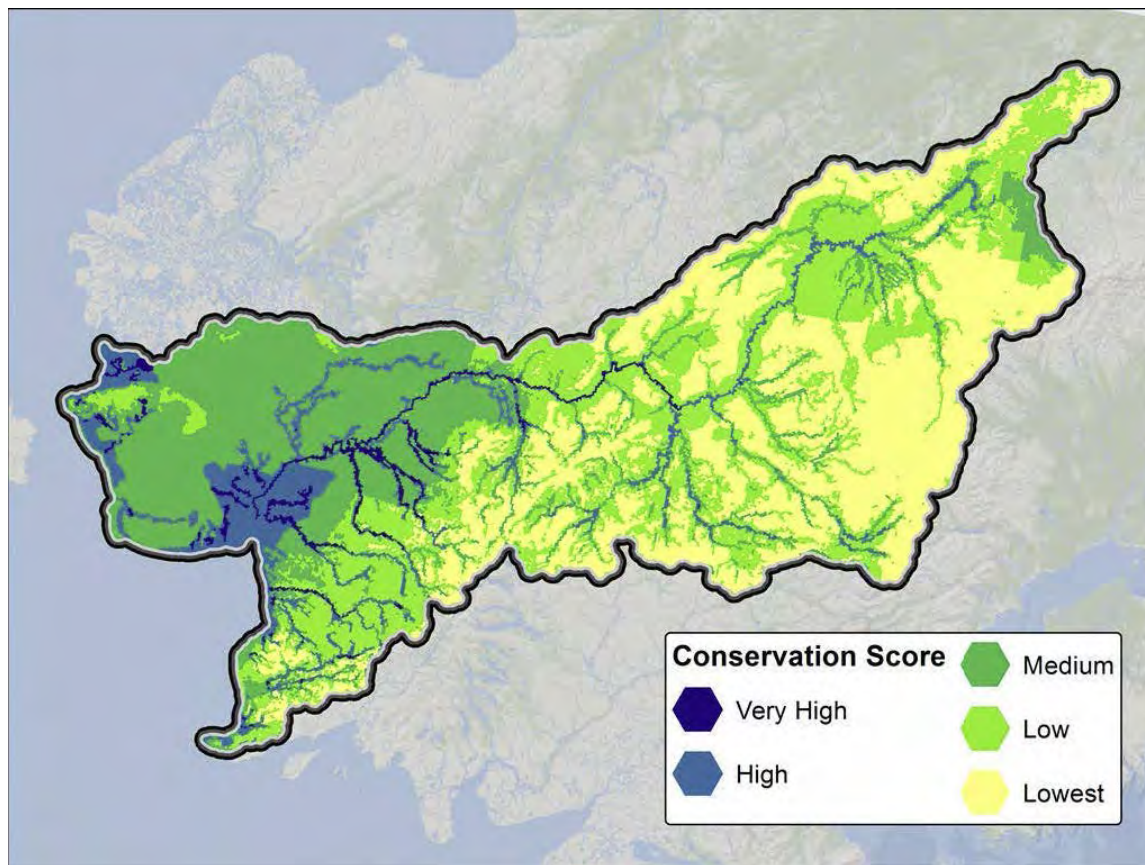 Conservation Score
Very High
High
Medium
Low
Lowest